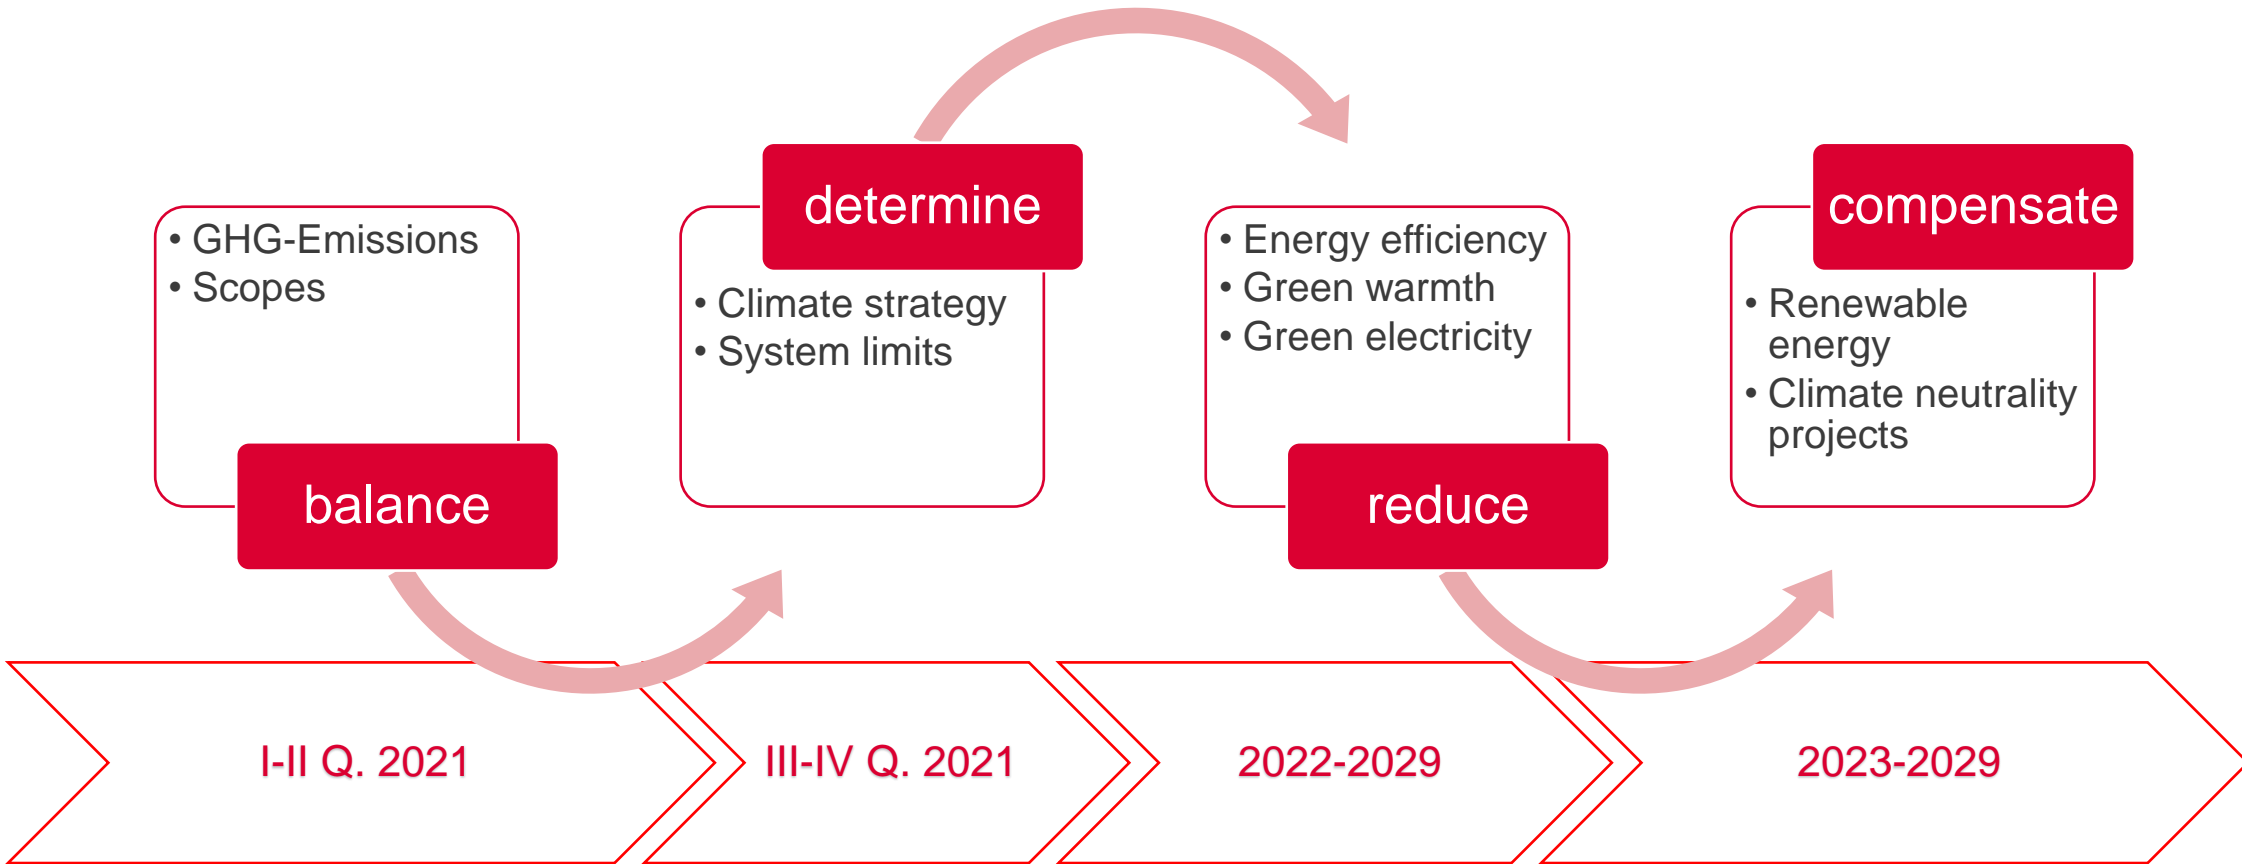 • GHG-Emissions
• Scopes
balance
determine
• Climate strategy
• System limits
• Energy efficiency
• Green warmth
• Green electricity
reduce
compensate
• Renewable
energy
• Climate neutrality
projects
I-II Q. 2021
III-IV Q. 2021
2022-2029
2023-2029